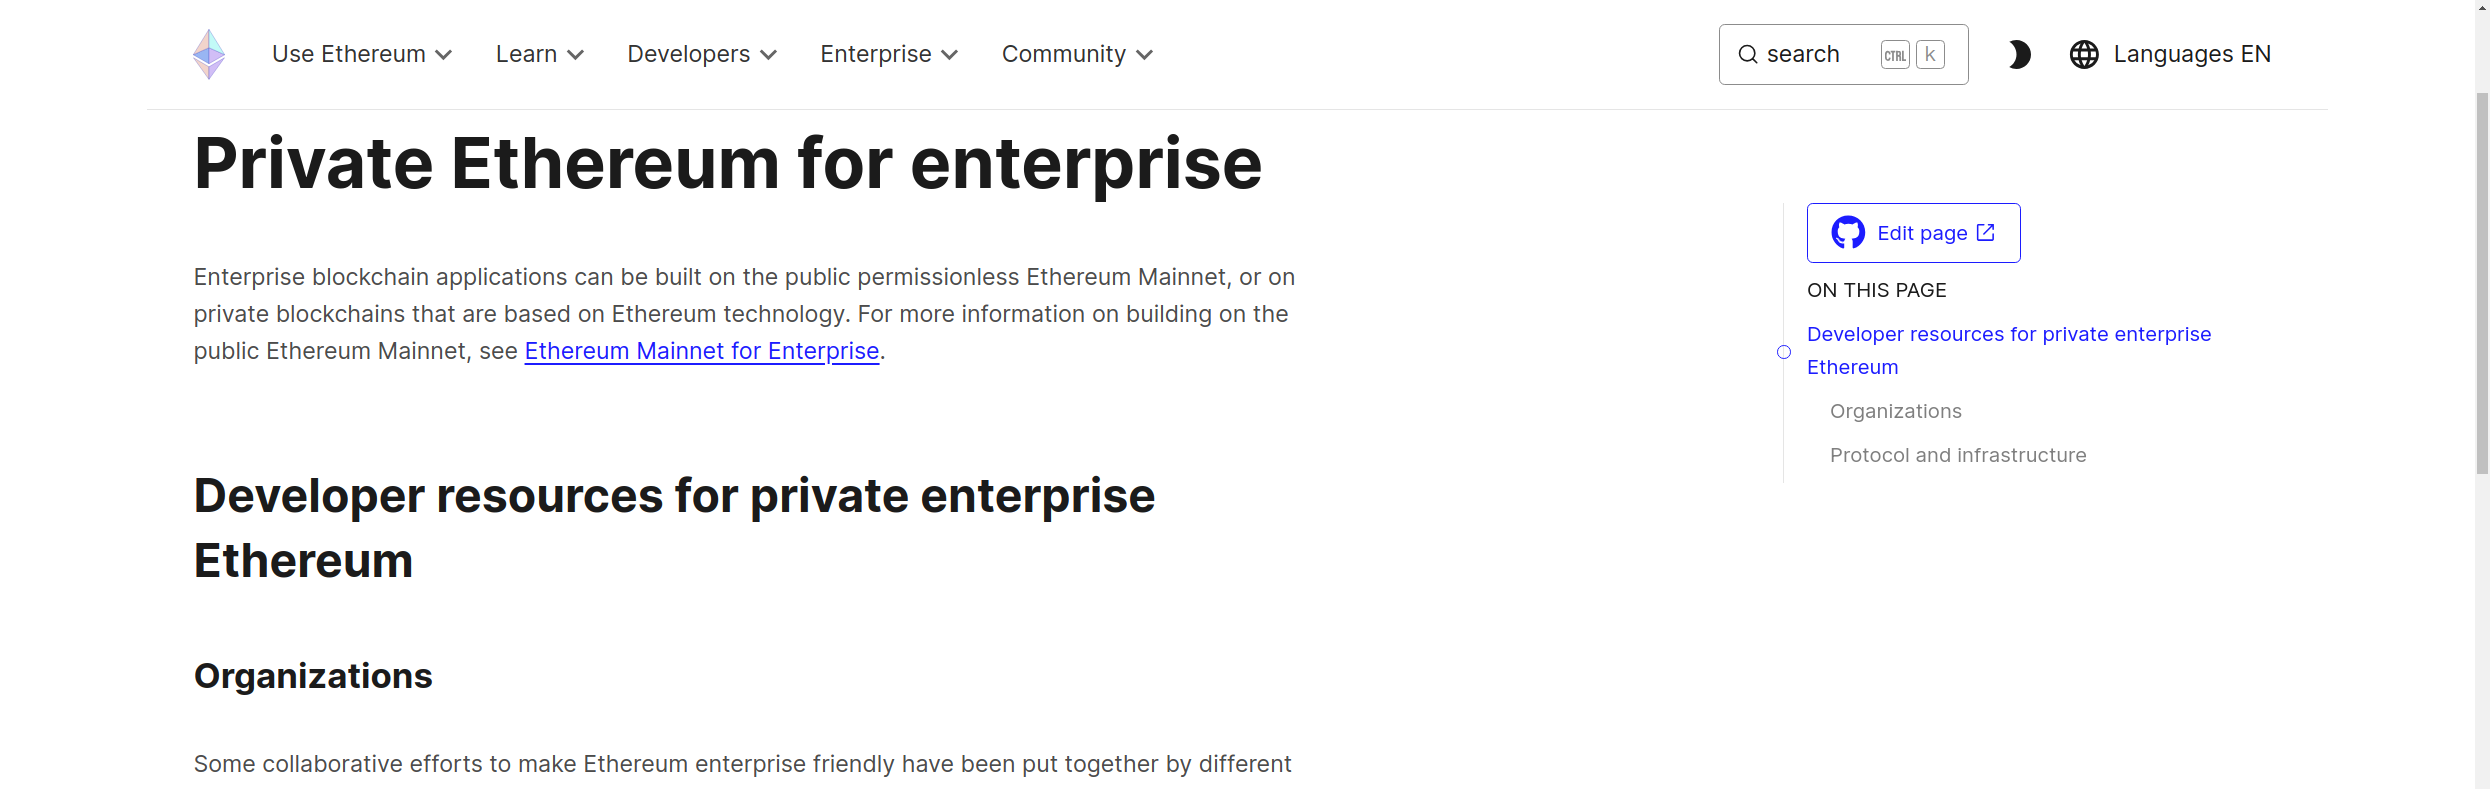 Use Ethereum Learn Developers Enterprise Community search CTRL k Languages EN
Private Ethereum for enterprise
Enterprise blockchain applications can be built on the public permissionless Ethereum Mainnet, or on
private blockchains that are based on Ethereum technology. For more information on building on the
public Ethereum Mainnet, see Ethereum Mainnet for Enterprise.
Developer resources for private enterprise
Ethereum
Organizations
Some collaborative efforts to make Ethereum enterprise friendly have been put together by different
Edit page
ON THIS PAGE
Developer resources for private enterprise
Ethereum
Organizations
Protocol and infrastructure